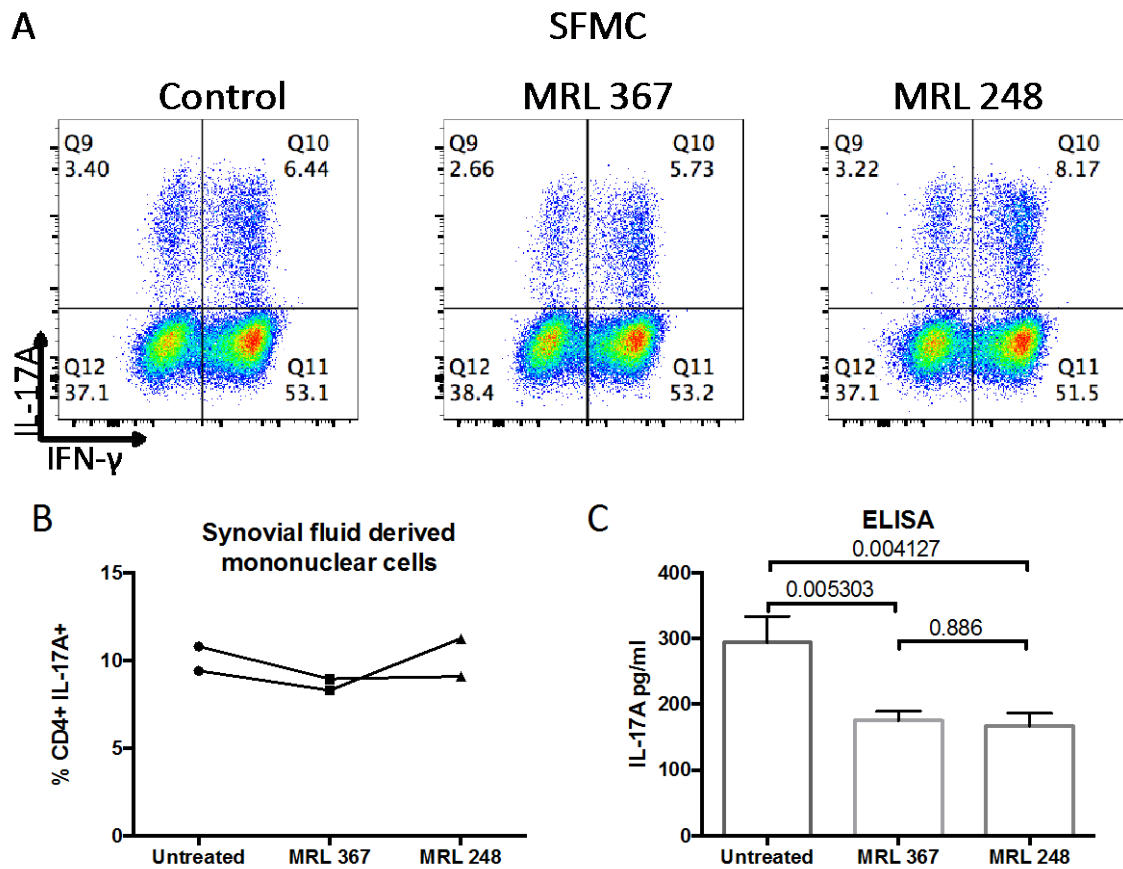 A
SFMC
Control
MRL 367
MRL 248
Q9
3.40
Q10
6.44
Q12
37.1
Q11
53.1
Q9
2.66
Q10
5.73
Q12
38.4
Q11
53.2
Q9
3.22
Q10
8.17
Q12
37.1
Q11
51.5
IL-17A
IFN-γ
B
Synovial fluid derived
mononuclear cells
% CD4+ IL-17A+
15
10
5
0
Untreated
MRL 367
MRL 248
C
ELISA
0.004127
0.005303
0.886
IL-17A pg/ml
400
300
200
100
0
Untreated
MRL 367
MRL 248